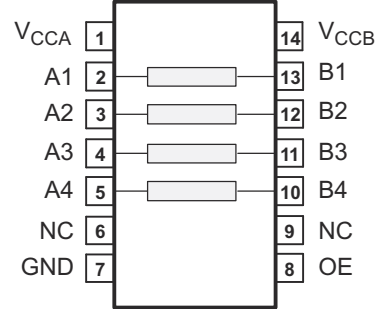 VCCA 1 14 VCCB
A1 2 13 B1
A2 3 12 B2
A3 4 11 B3
A4 5 10 B4
NC 6 9 NC
GND 7 8 OE